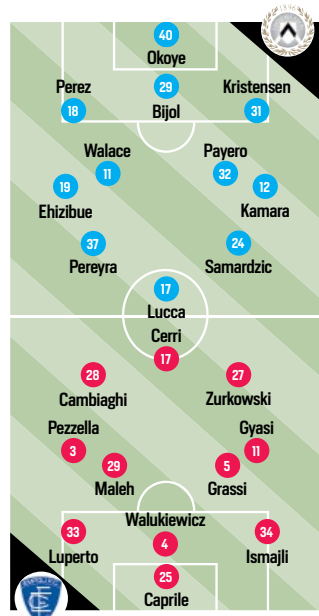 1896
40
Okoye
Perez
29
Kristensen
18
Bijol
31
Walace
Payero
11
32
19
12
Ehizibue
Kamara
37
24
Pereyra
Samardzic
17
Lucca
Cerri
17
28
27
Cambiaghi
Zurkowski
Pezzella
Gyasi
3
11
29
5
Maleh
Grassi
Walukiewicz
33
4
34
Luperto
Ismajli
25
Caprile